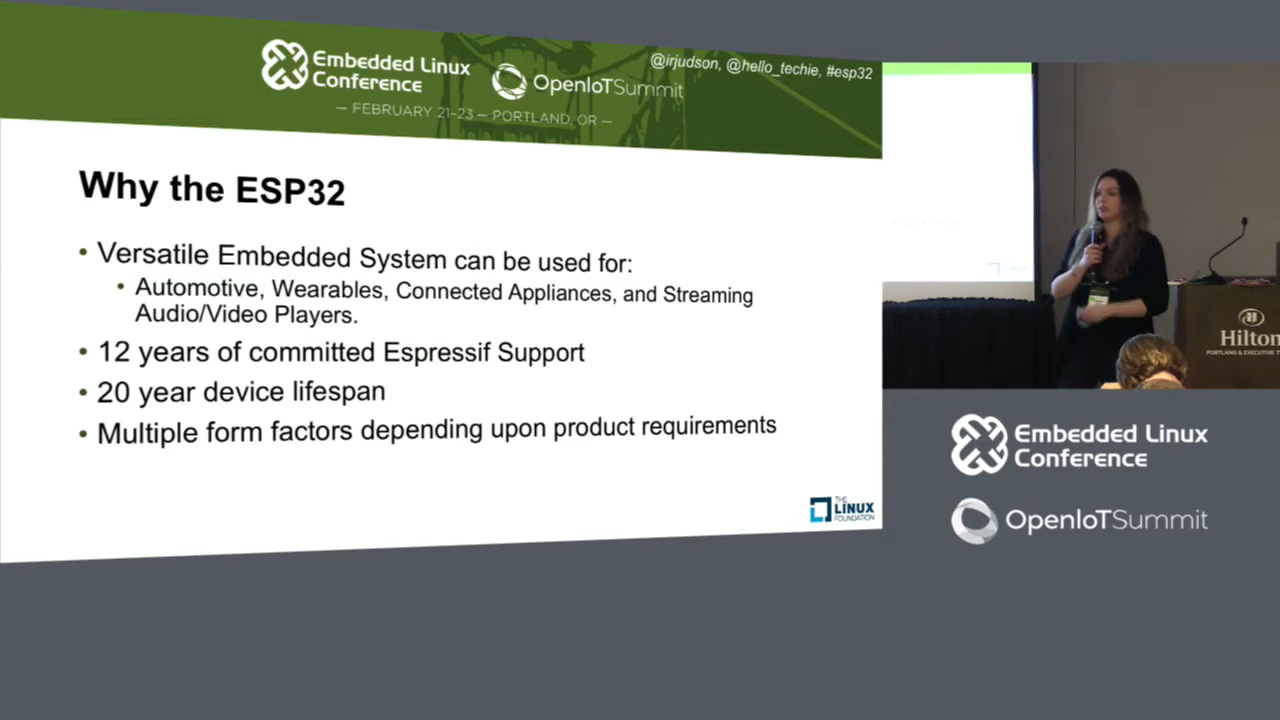 Embedded Linux
Conference
OpenIoTSummit
— FEBRUARY 21-23 — PORTLAND, OR —
@irjudson, @hello_techie, #esp32
Why the ESP32
• Versatile Embedded System can be used for:
• Automotive, Wearables, Connected Appliances, and Streaming
Audio/Video Players.
• 12 years of committed Espressif Support
• 20 year device lifespan
• Multiple form factors depending upon product requirements
THE
LINUX
FOUNDATION
Hilton
PORTLAND & EXECUTIVE
Embedded Linux
Conference
OpenIoTSummit